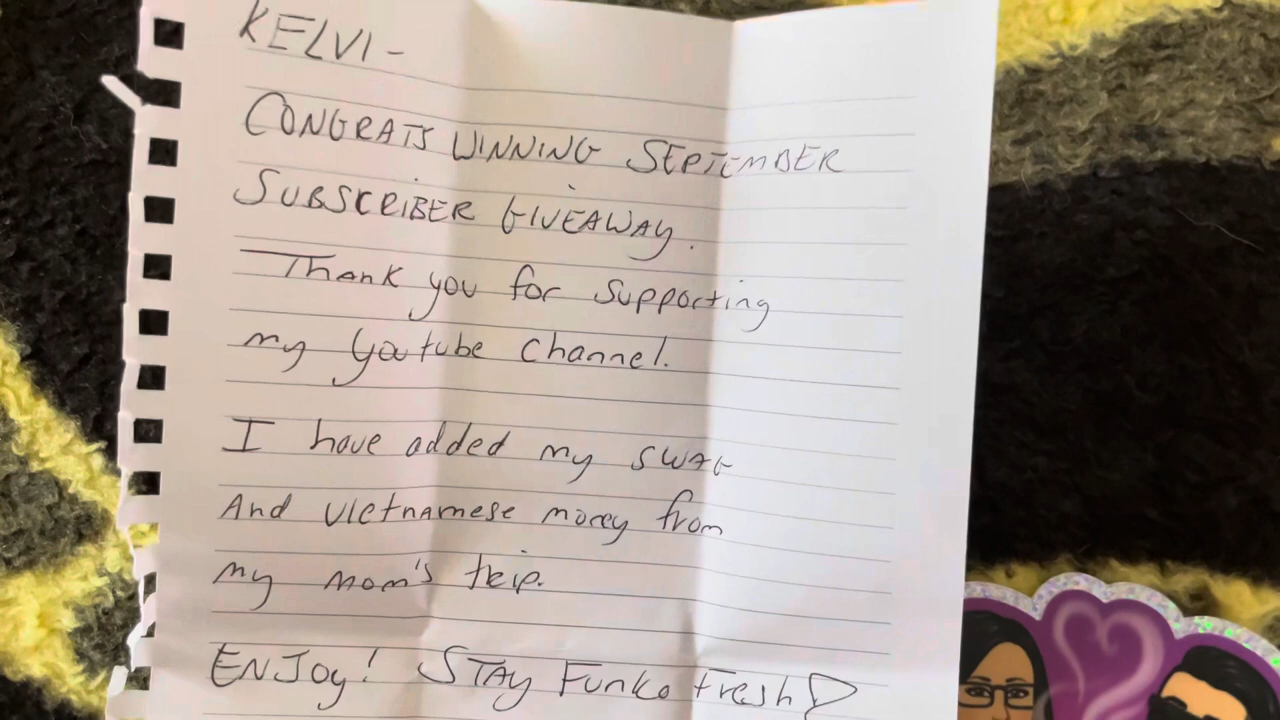 KELVI-
CONGRATS WINNING SEPTEMBER
SUBSCRIBER GIVEAWAY.
Thank you for supporting
my Youtube channel.
I have added my SWAG
And Vietnamese money from
my mom's trip.
ENJOY! STAY Funko fresh